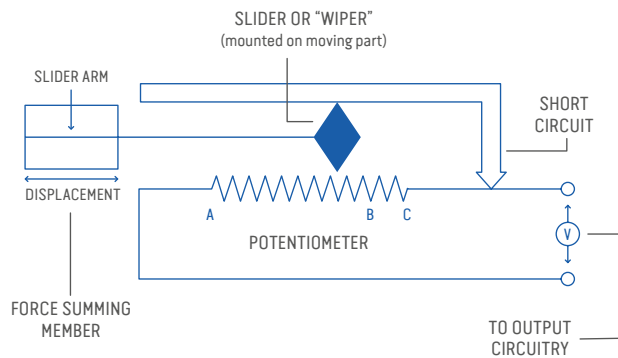 SLIDER OR “WIPER”
(mounted on moving part)
SLIDER ARM
SHORT
CIRCUIT
DISPLACEMENT
A
B
C
V
POTENTIOMETER
FORCE SUMMING
MEMBER
TO OUTPUT
CIRCUITRY